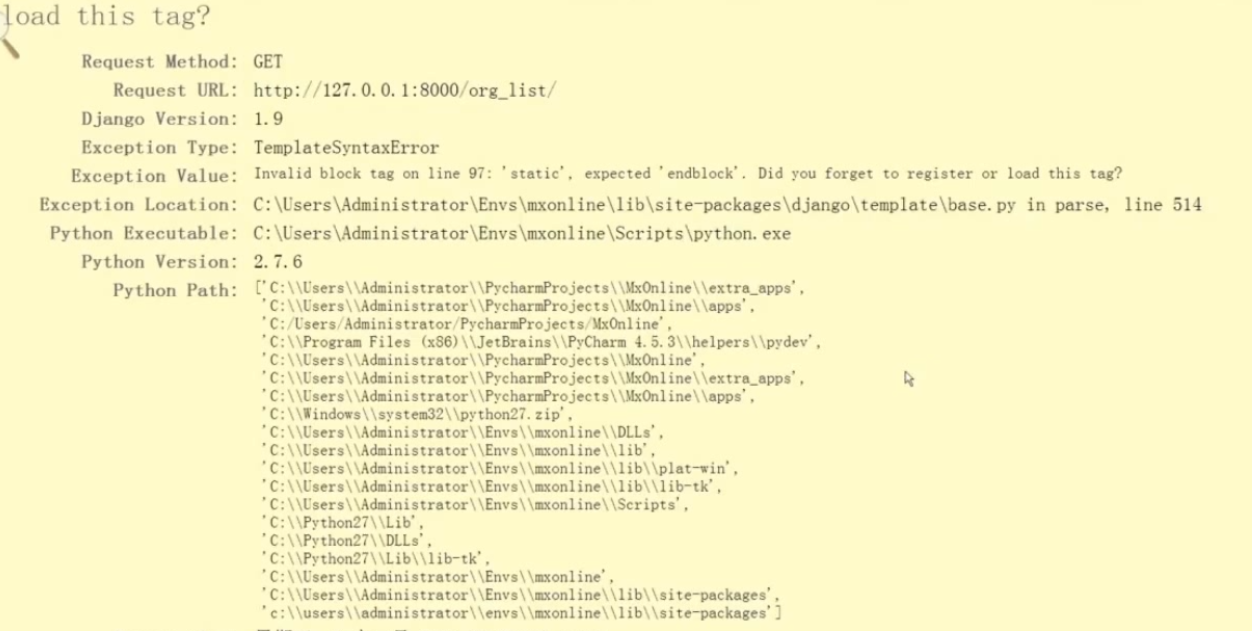 load this tag?
Request Method: GET
Request URL: http://127.0.0.1:8000/org_list/
Django Version: 1.9
Exception Type: TemplateSyntaxError
Exception Value: Invalid block tag on line 97: 'static', expected 'endblock'. Did you forget to register or load this tag?
Exception Location: C:\Users\Administrator\Envs\mxonline\lib\site-packages\django\template\base.py in parse, line 514
Python Executable: C:\Users\Administrator\Envs\mxonline\Scripts\python.exe
Python Version: 2.7.6
Python Path: ['C:\\Users\\Administrator\\PycharmProjects\\MxOnline\\extra_apps',
'C:\\Users\\Administrator\\PycharmProjects\\MxOnline\\apps',
'C:/Users/Administrator/PycharmProjects/MxOnline',
'C:\\Program Files (x86)\\JetBrains\\PyCharm 4.5.3\\helpers\\pydev',
'C:\\Users\\Administrator\\PycharmProjects\\MxOnline',
'C:\\Users\\Administrator\\PycharmProjects\\MxOnline\\extra_apps',
'C:\\Users\\Administrator\\PycharmProjects\\MxOnline\\apps',
'C:\\Windows\\system32\\python27.zip',
'C:\\Users\\Administrator\\Envs\\mxonline\\DLLs',
'C:\\Users\\Administrator\\Envs\\mxonline\\lib',
'C:\\Users\\Administrator\\Envs\\mxonline\\lib\\plat-win',
'C:\\Users\\Administrator\\Envs\\mxonline\\lib\\lib-tk',
'C:\\Users\\Administrator\\Envs\\mxonline\\Scripts',
'C:\\Python27\\Lib',
'C:\\Python27\\DLLs',
'C:\\Python27\\Lib\\lib-tk',
'C:\\Users\\Administrator\\Envs\\mxonline',
'C:\\Users\\Administrator\\Envs\\mxonline\\lib\\site-packages',
'c:\\users\\administrator\\envs\\mxonline\\lib\\site-packages']